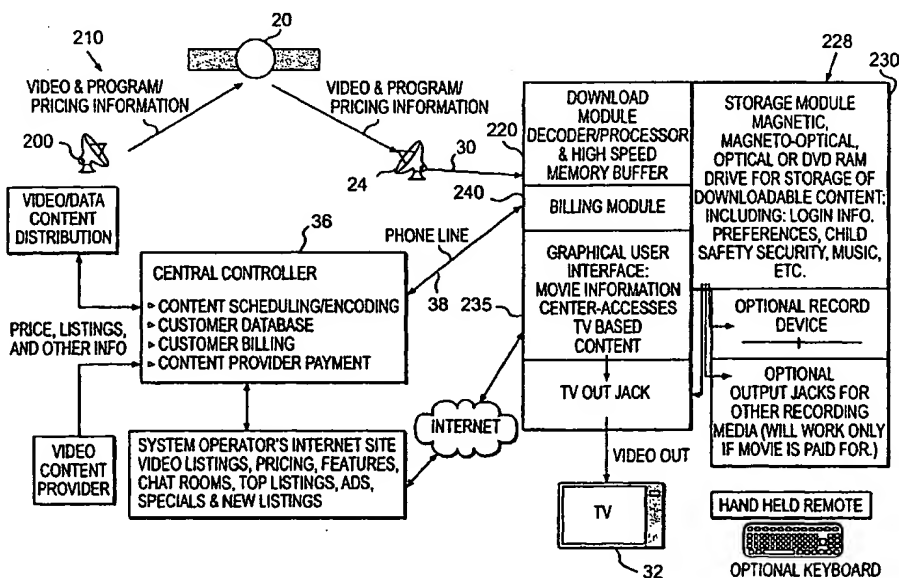 210
20
VIDEO & PROGRAM/
PRICING INFORMATION
VIDEO & PROGRAM/
PRICING INFORMATION
200
24
30
VIDEO/DATA
CONTENT
DISTRIBUTION
36
PHONE LINE
38
CENTRAL CONTROLLER
CONTENT SCHEDULING/ENCODING
CUSTOMER DATABASE
CUSTOMER BILLING
CONTENT PROVIDER PAYMENT
PRICE, LISTINGS,
AND OTHER INFO
VIDEO
CONTENT
PROVIDER
SYSTEM OPERATOR'S INTERNET SITE
VIDEO LISTINGS, PRICING, FEATURES,
CHAT ROOMS, TOP LISTINGS, ADS,
SPECIALS & NEW LISTINGS
INTERNET
220
DOWNLOAD
MODULE
DECODER/PROCESSOR
& HIGH SPEED
MEMORY BUFFER
240
BILLING MODULE
235
GRAPHICAL USER
INTERFACE:
MOVIE INFORMATION
CENTER-ACCESSES
TV BASED
CONTENT
TV OUT JACK
VIDEO OUT
TV
32
228
230
STORAGE MODULE
MAGNETIC,
MAGNETO-OPTICAL,
OPTICAL OR DVD RAM
DRIVE FOR STORAGE OF
DOWNLOADABLE CONTENT:
INCLUDING: LOGIN INFO.
PREFERENCES, CHILD
SAFETY SECURITY, MUSIC,
ETC.
OPTIONAL RECORD
DEVICE
OPTIONAL
OUTPUT JACKS FOR
OTHER RECORDING
MEDIA (WILL WORK ONLY
IF MOVIE IS PAID FOR.)
HAND HELD REMOTE
OPTIONAL KEYBOARD